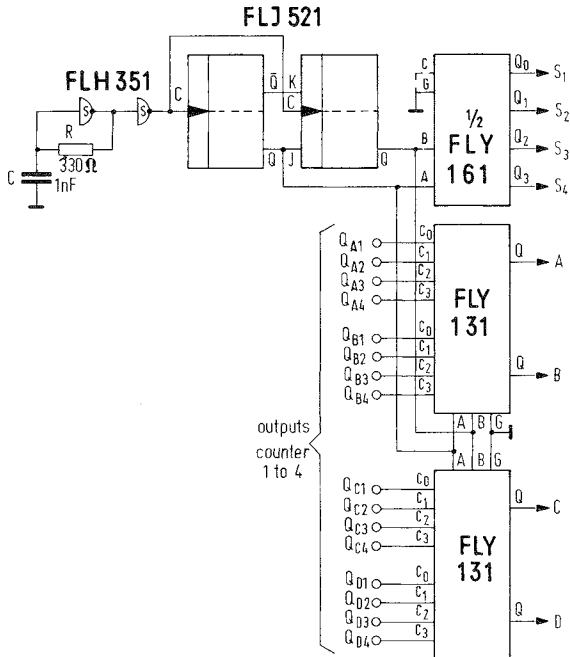 FLJ 521
FLH 351
C
Q̄ K
C
Q J
Q
S
S
R
330Ω
C
1nF
C
G
B
A
½
FLY
161
Q0
Q1
Q2
Q3
S1
S2
S3
S4
QA1
QA2
QA3
QA4
C0
C1
C2
C3
QB1
QB2
QB3
QB4
C0
C1
C2
C3
FLY
131
Q A
Q B
A B G
A B G
outputs
counter
1 to 4
QC1
QC2
QC3
QC4
C0
C1
C2
C3
QD1
QD2
QD3
QD4
C0
C1
C2
C3
FLY
131
Q C
Q D